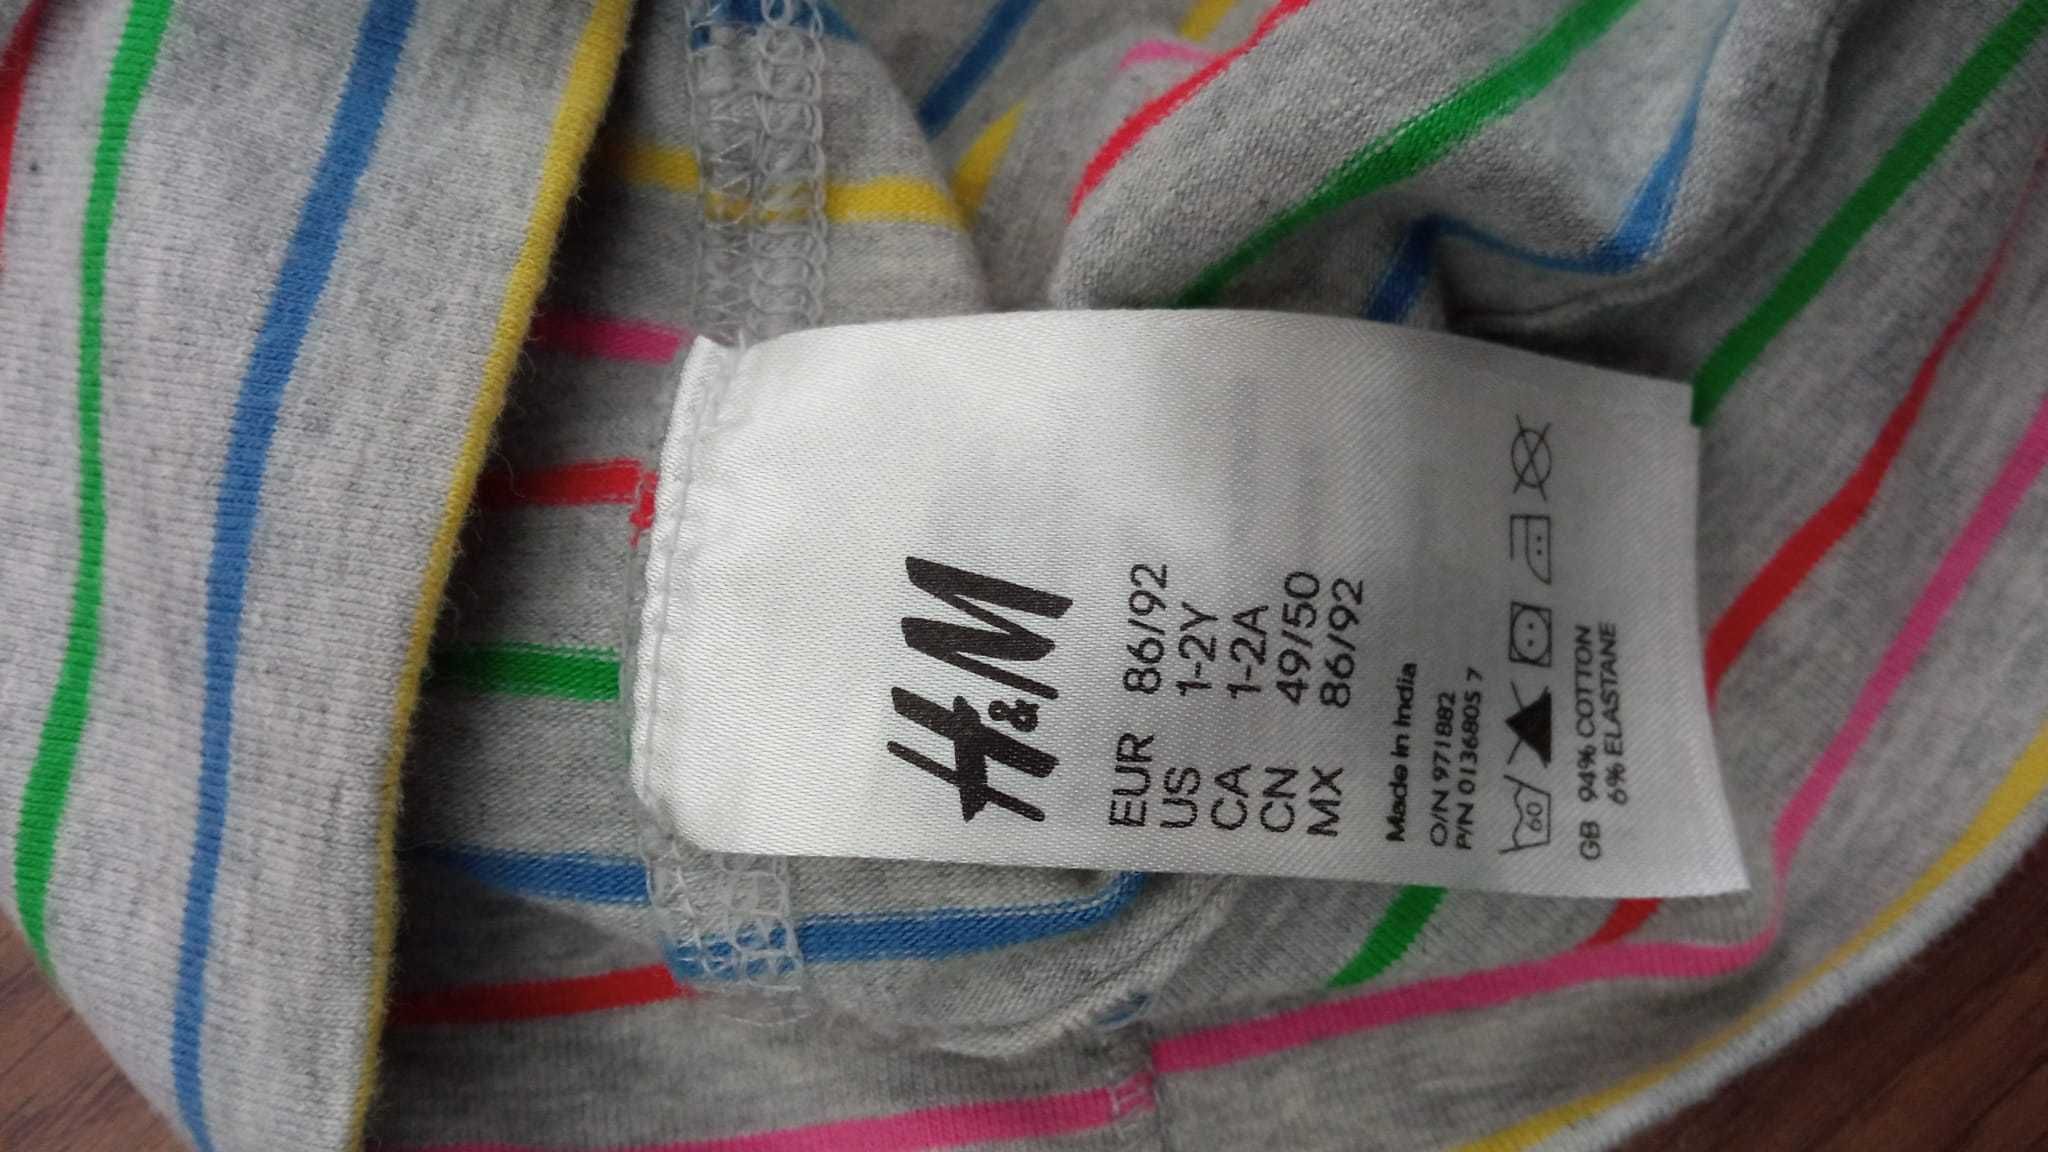 H&M
EUR 86/92
US 1-2Y
CA 1-2A
CN 49/50
MX 86/92
Made in India
O/N 971882
P/N 0136805 7
60
GB 94% COTTON
6% ELASTANE